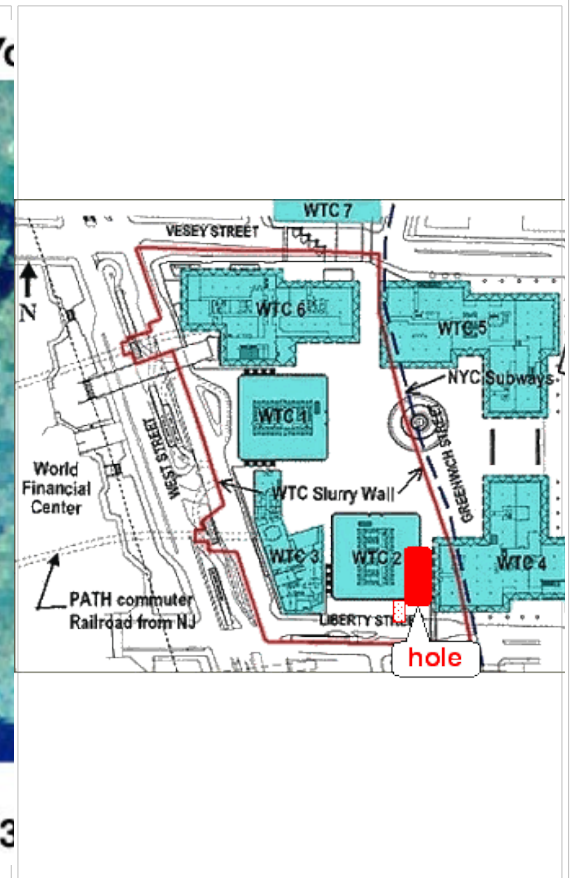 WTC 7
VESEY STREET
N
WTC 6
WTC 5
NYC Subways
WTC 1
GREENWICH STREET
WEST STREET
World
Financial
Center
WTC Slurry Wall
WTC 3
WTC 2
WTC 4
PATH commuter
Railroad from NJ
LIBERTY STREE
hole